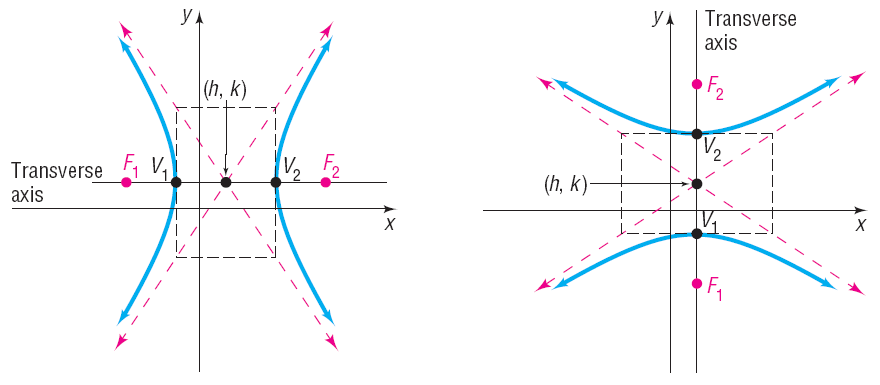 y
(h, k)
Transverse
axis
F₁
V₁
V₂
F₂
x
y
Transverse
axis
F₂
V₂
(h, k)
V₁
x
F₁